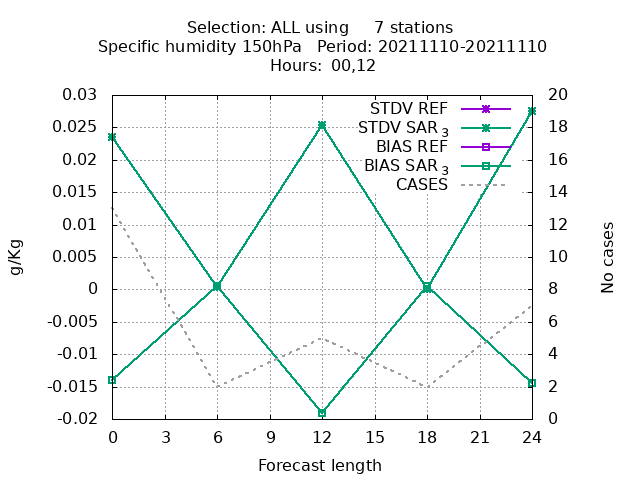 Selection: ALL using     7 stations
Specific humidity 150hPa   Period: 20211110-20211110
Hours:  00,12
STDV REF
STDV SAR 3
BIAS REF
BIAS SAR 3
CASES
0.03
0.025
0.02
0.015
0.01
0.005
0
-0.005
-0.01
-0.015
-0.02
g/Kg
20
18
16
14
12
10
8
6
4
2
0
No cases
0 3 6 9 12 15 18 21 24
Forecast length